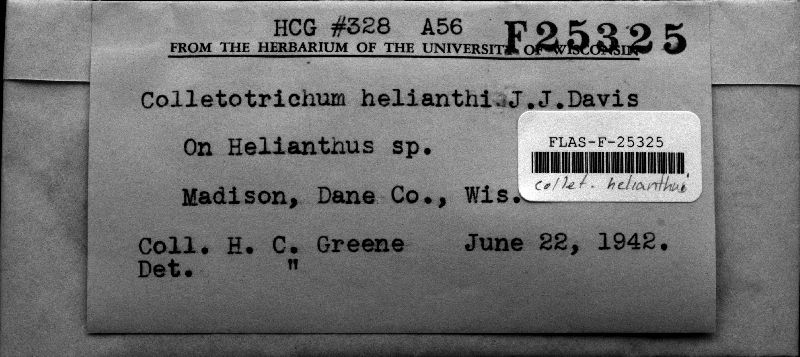 HCG #328 A56
F25325
FROM THE HERBARIUM OF THE UNIVERSITY OF WISCONSIN
Colletotrichum helianthi J.J.Davis
On Helianthus sp.
FLAS-F-25325
collet. helianthi
Madison, Dane Co., Wis.
Coll. H. C. Greene June 22, 1942.
Det. "